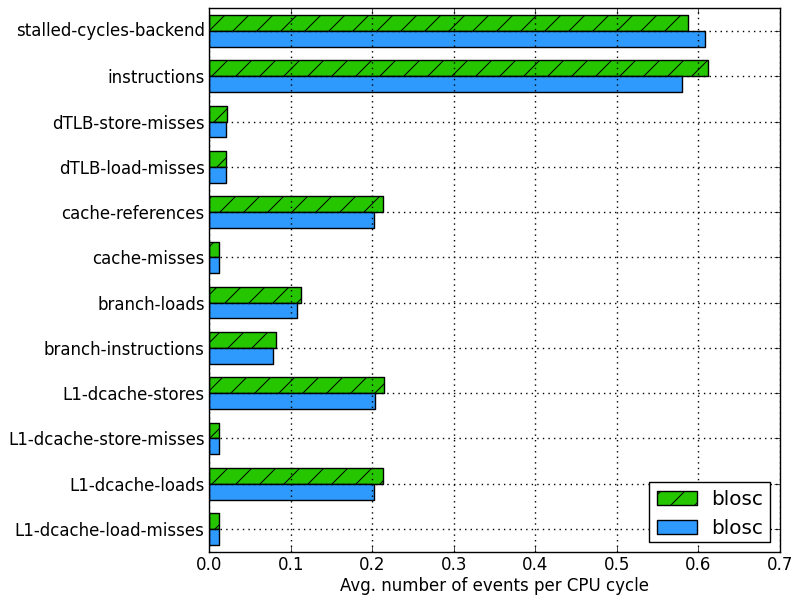 stalled-cycles-backend
instructions
dTLB-store-misses
dTLB-load-misses
cache-references
cache-misses
branch-loads
branch-instructions
L1-dcache-stores
L1-dcache-store-misses
L1-dcache-loads
L1-dcache-load-misses
blosc
blosc
0.0 0.1 0.2 0.3 0.4 0.5 0.6 0.7
Avg. number of events per CPU cycle